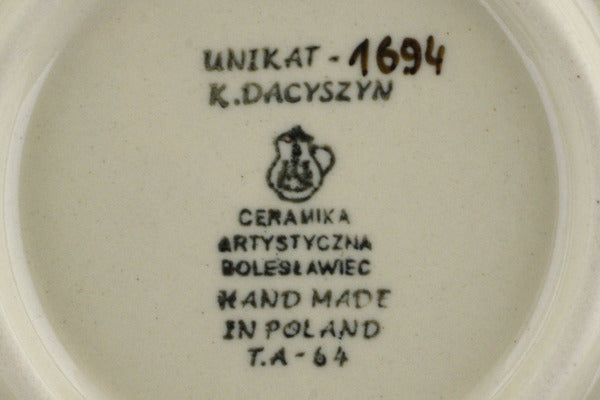 UNIKAT - 1694
K.DACYSZYN
CERAMIKA
ARTYSTYCZNA
BOLESŁAWIEC
HAND MADE
IN POLAND
T.A - 64